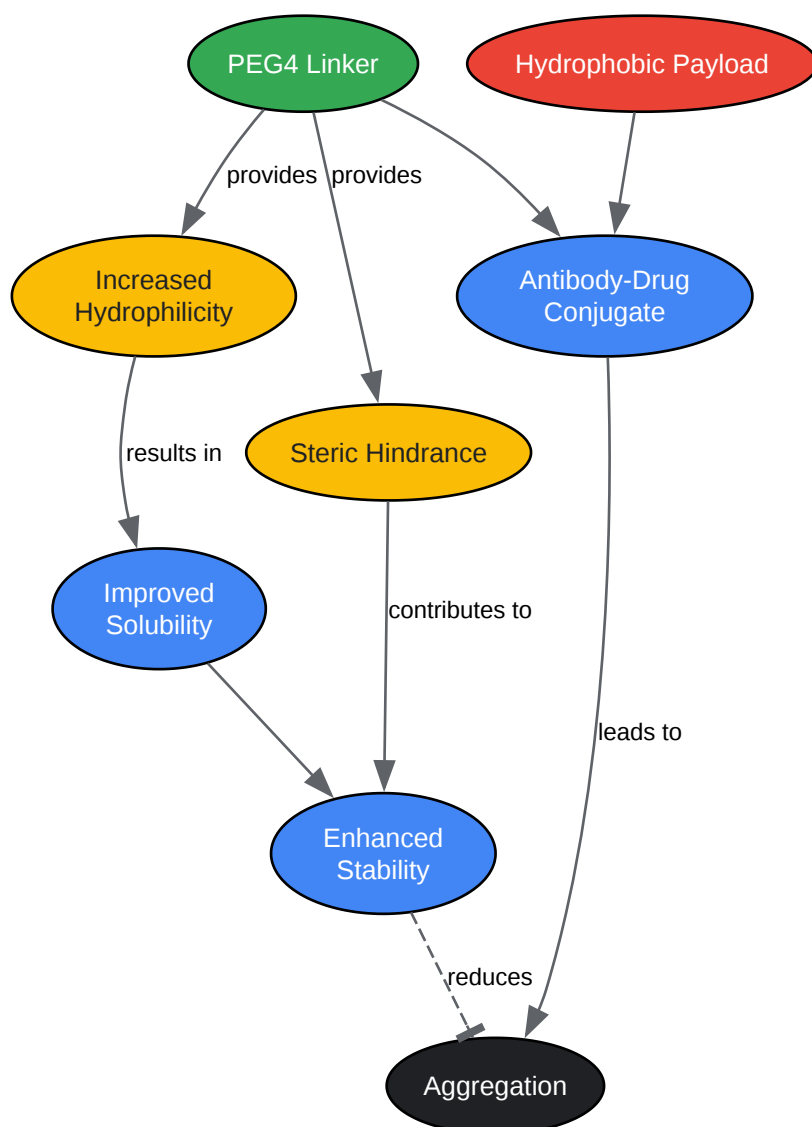 PEG4 Linker
Hydrophobic Payload
provides
provides
Increased
Hydrophilicity
Antibody-Drug
Conjugate
results in
Steric Hindrance
Improved
Solubility
contributes to
leads to
Enhanced
Stability
reduces
Aggregation